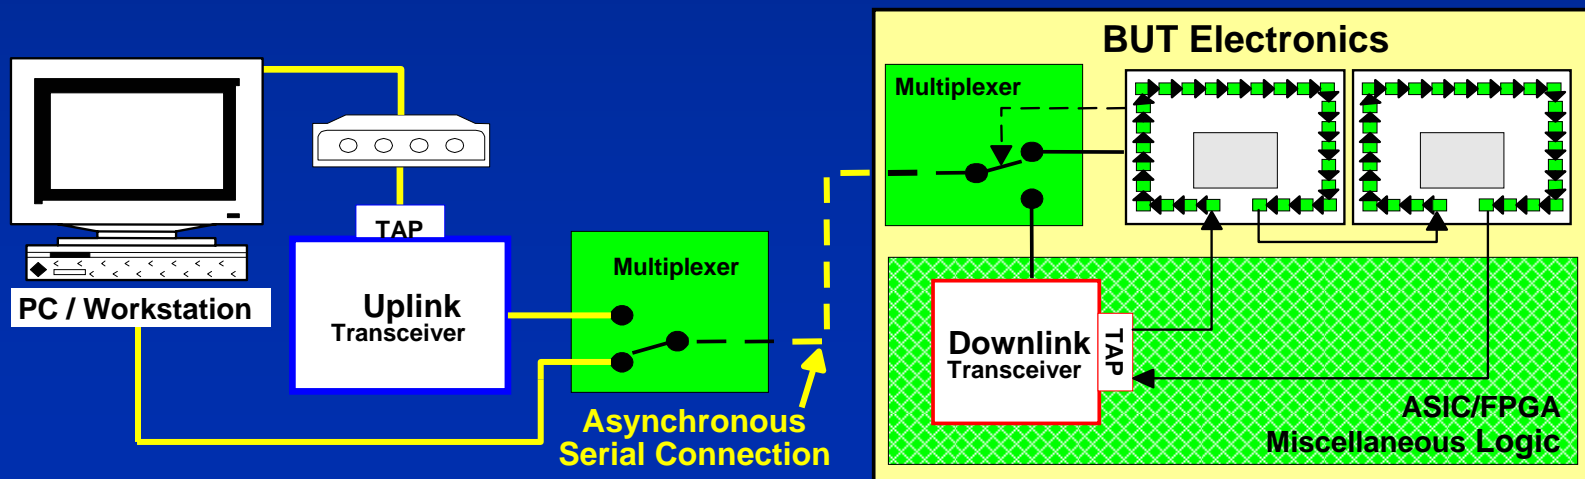 BUT Electronics
Multiplexer
TAP
Multiplexer
PC / Workstation
Uplink
Transceiver
Downlink
Transceiver
TAP
Asynchronous
Serial Connection
ASIC/FPGA
Miscellaneous Logic